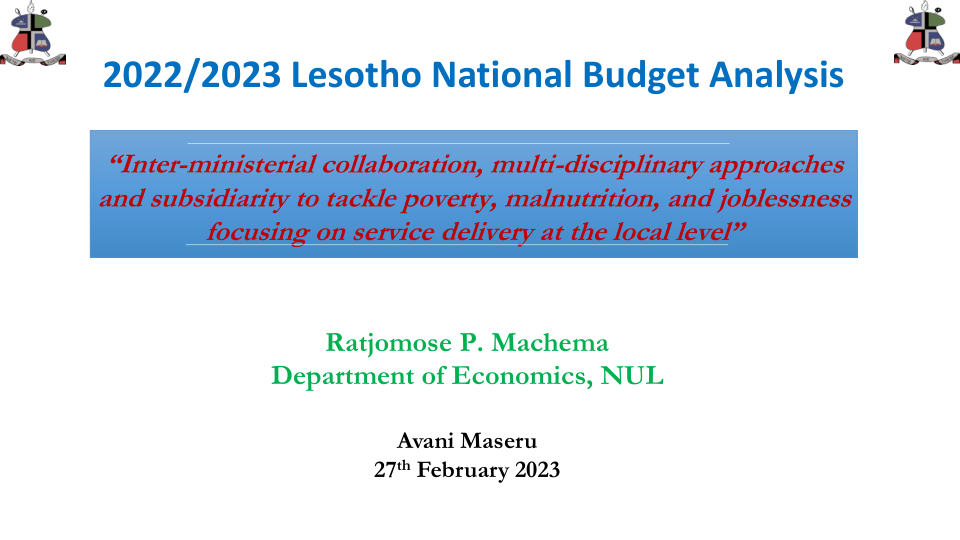 2022/2023 Lesotho National Budget Analysis
“Inter-ministerial collaboration, multi-disciplinary approaches
and subsidiarity to tackle poverty, malnutrition, and joblessness
focusing on service delivery at the local level”
Ratjomose P. Machema
Department of Economics, NUL
Avani Maseru
27th February 2023